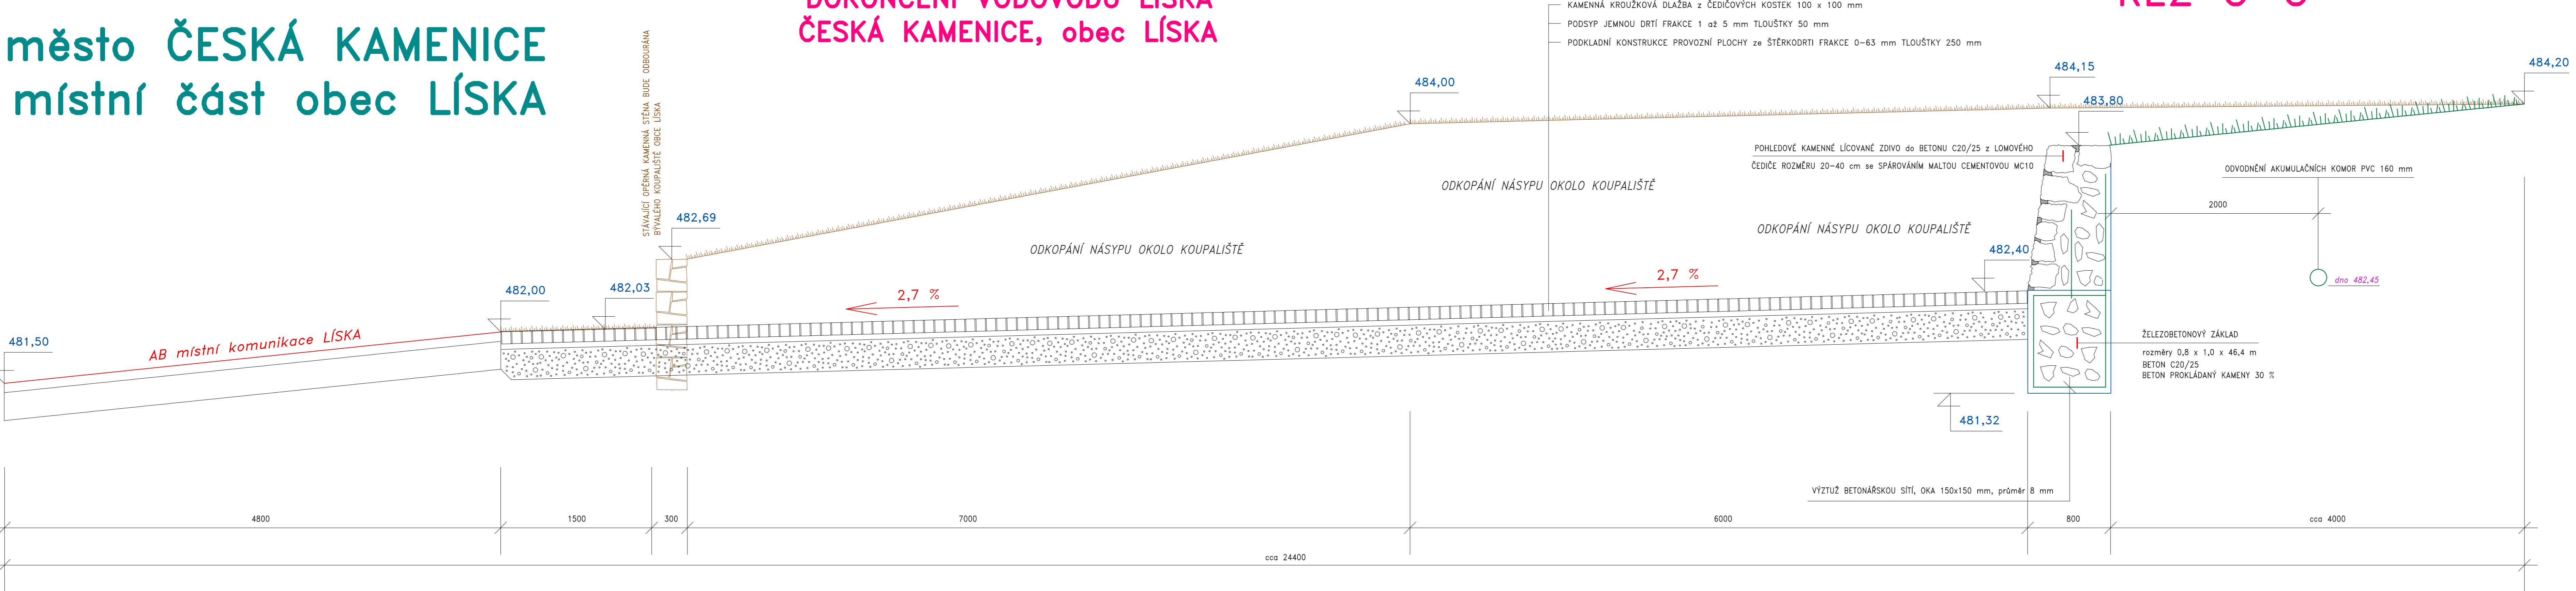 město ČESKÁ KAMENICE
místní část obec LÍSKA
DOKONČENÍ VODOVODU LÍSKA
ČESKÁ KAMENICE, obec LÍSKA
KAMENNÁ KROUŽKOVÁ DLAŽBA z ČEDIČOVÝCH KOSTEK 100 x 100 mm
PODSYP JEMNOU DRTÍ FRAKCE 1 až 5 mm TLOUŠTKY 50 mm
PODKLADNÍ KONSTRUKCE PROVOZNÍ PLOCHY ze ŠTĚRKODRTI FRAKCE 0-63 mm TLOUŠTKY 250 mm
STÁVAJÍCÍ OPĚRNÁ KAMENNÁ STĚNA BUDE ODBOURÁNA
BÝVALÉHO KOUPALIŠTĚ OBCE LÍSKA
484,00
484,15
483,80
484,20
POHLEDOVÉ KAMENNÉ LÍCOVANÉ ZDIVO do BETONU C20/25 z LOMOVÉHO
ČEDIČE ROZMĚRU 20-40 cm se SPÁROVÁNÍM MALTOU CEMENTOVOU MC10
ODVODNĚNÍ AKUMULAČNÍCH KOMOR PVC 160 mm
2000
ODKOPÁNÍ NÁSYPU OKOLO KOUPALIŠTĚ
ODKOPÁNÍ NÁSYPU OKOLO KOUPALIŠTĚ
ODKOPÁNÍ NÁSYPU OKOLO KOUPALIŠTĚ
482,69
482,40
482,00
482,03
2,7 %
2,7 %
dno 482,45
481,50
AB místní komunikace LÍSKA
ŽELEZOBETONOVÝ ZÁKLAD
rozměry 0,8 x 1,0 x 46,4 m
BETON C20/25
BETON PROKLÁDANÝ KAMENY 30 %
481,32
VÝZTUŽ BETONÁŘSKOU SÍTÍ, OKA 150x150 mm, průměr 8 mm
4800
1500
300
7000
6000
800
cca 4000
cca 24400